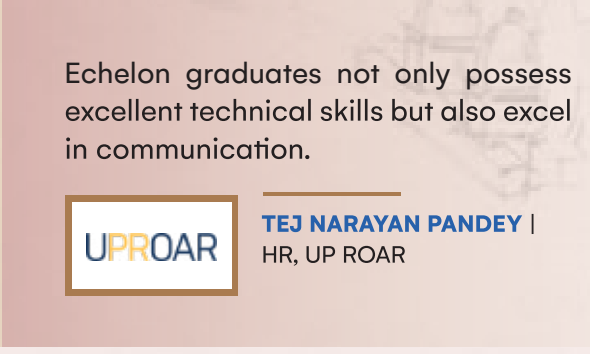 Echelon graduates not only possess
excellent technical skills but also excel
in communication.
UPROAR
TEJ NARAYAN PANDEY |
HR, UP ROAR